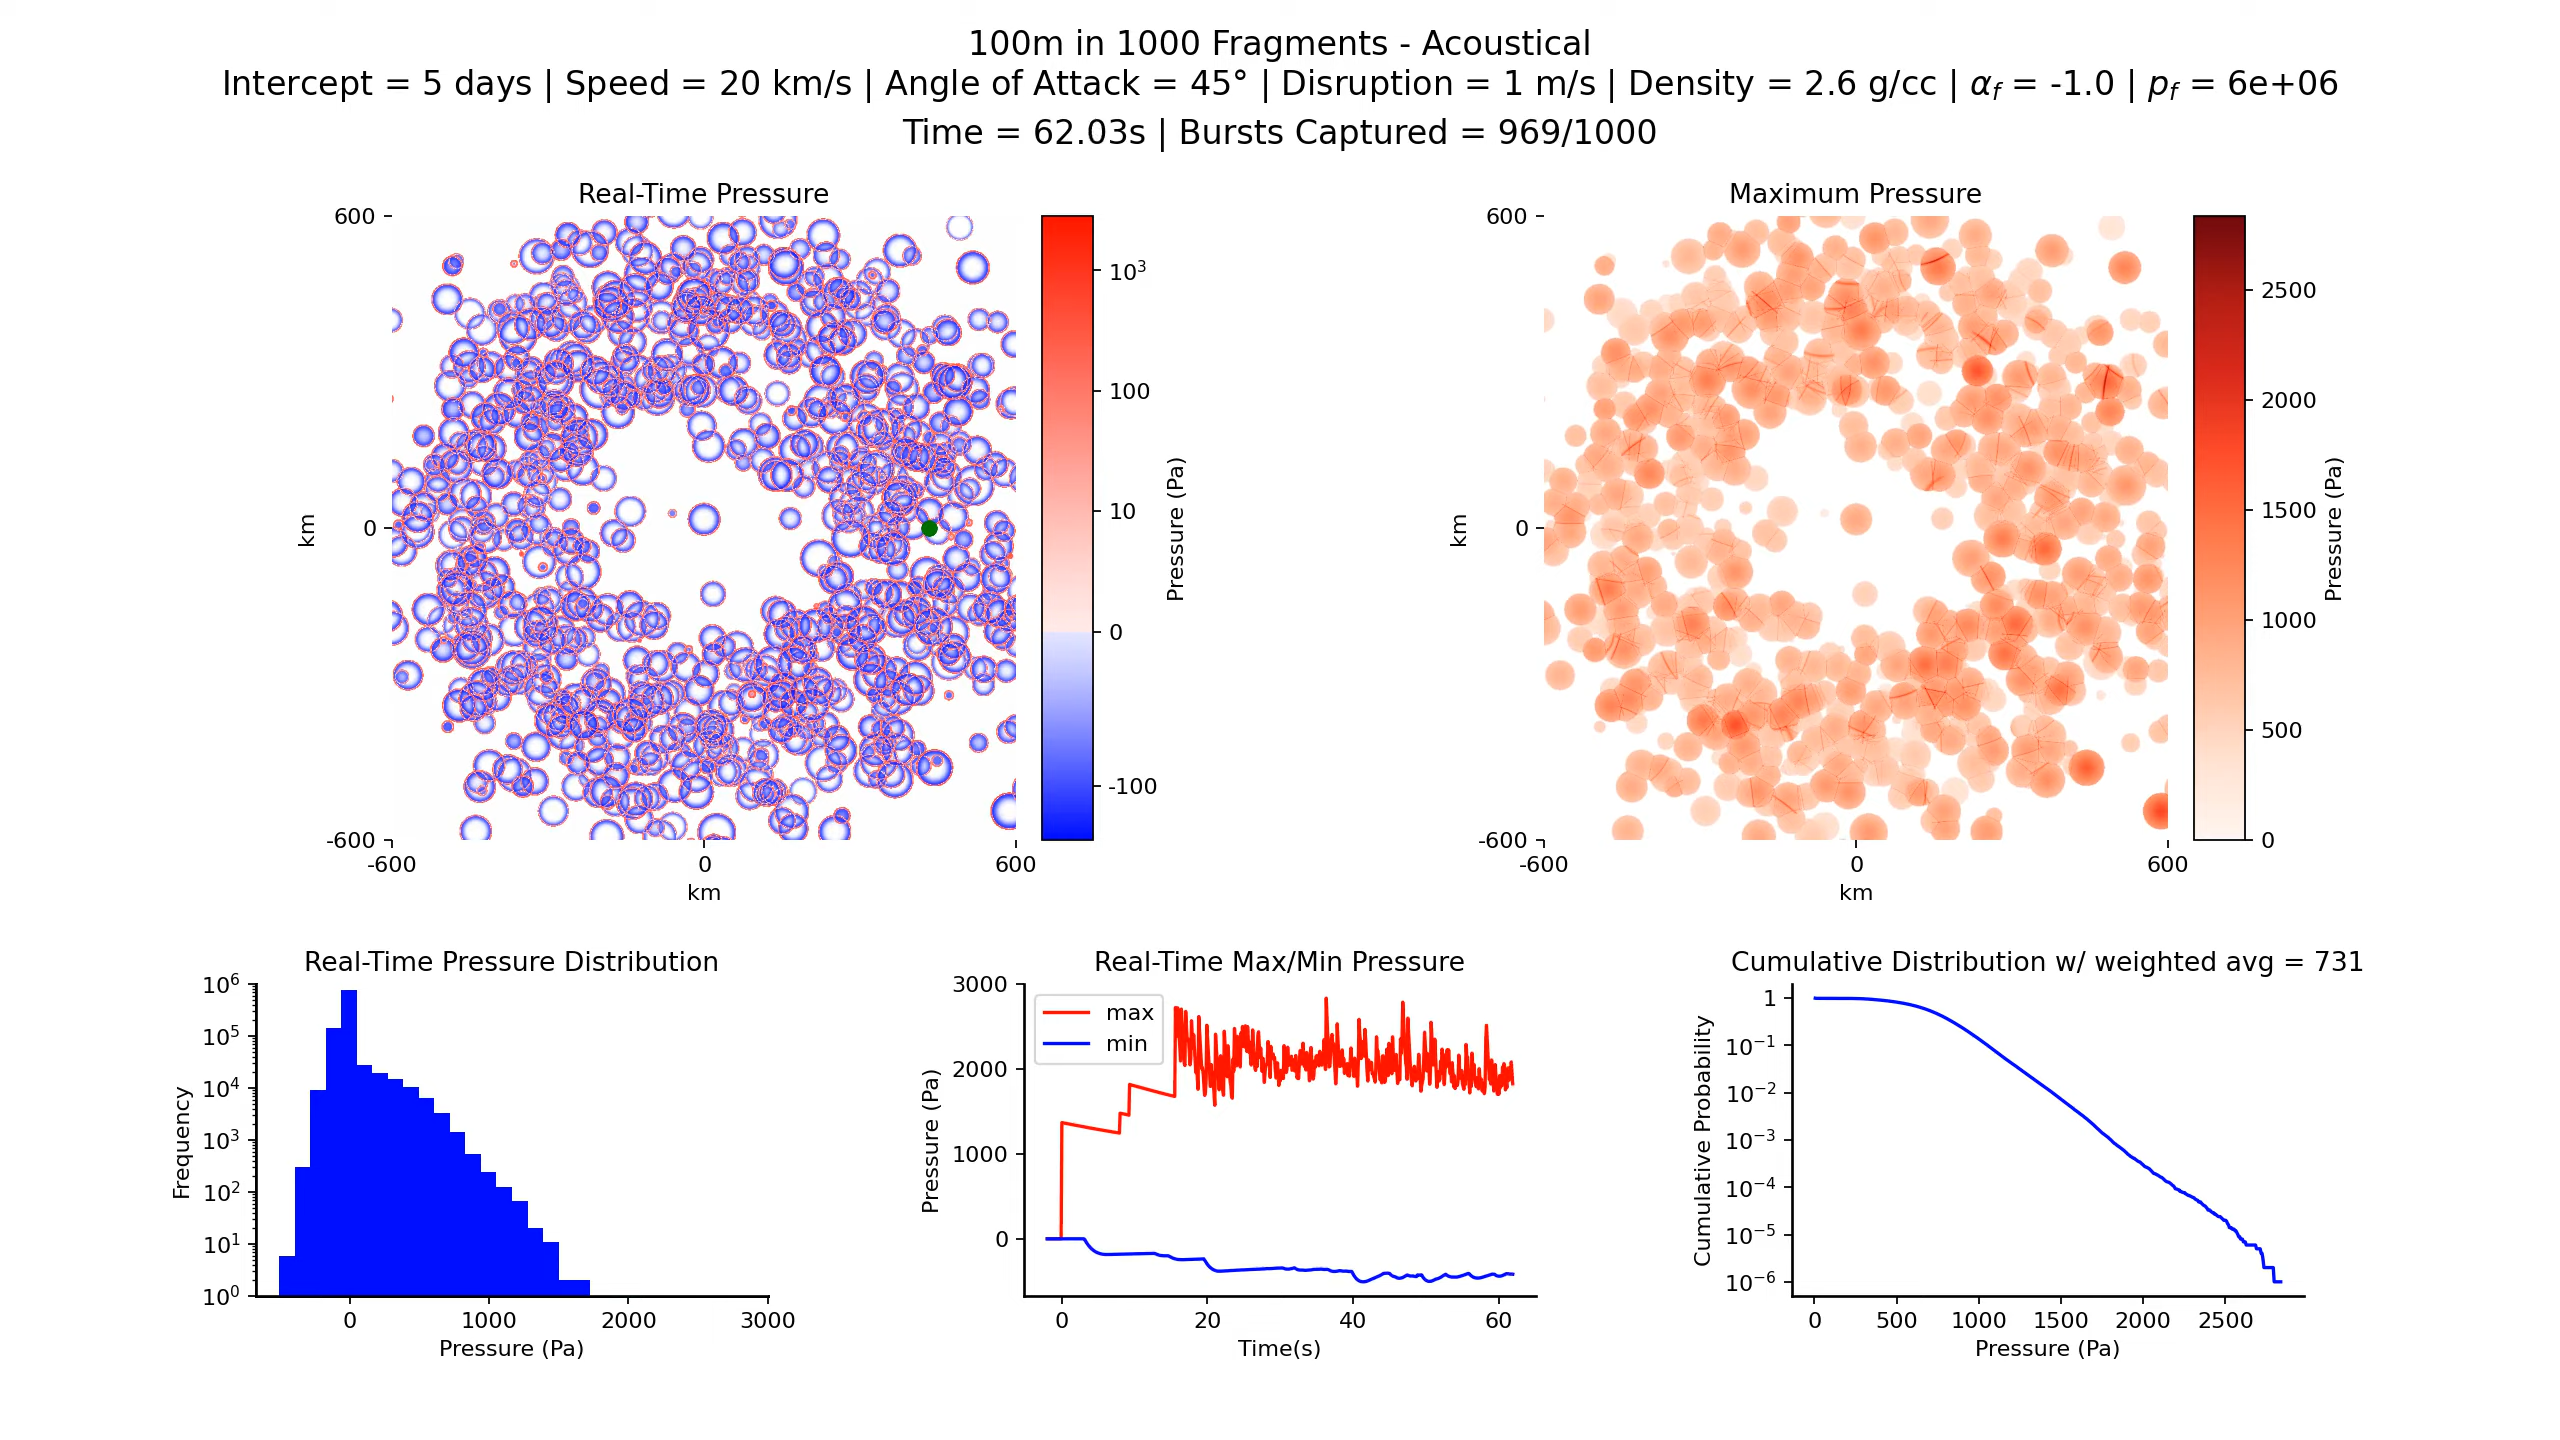 100m in 1000 Fragments - Acoustical
Intercept = 5 days | Speed = 20 km/s | Angle of Attack = 45° | Disruption = 1 m/s | Density = 2.6 g/cc | α_f = -1.0 | p_f = 6e+06
Time = 62.03s | Bursts Captured = 969/1000
Real-Time Pressure
600
0
-600
km
-600
0
600
km
10³
100
10
0
-100
Pressure (Pa)
Maximum Pressure
600
0
-600
km
-600
0
600
km
2500
2000
1500
1000
500
0
Pressure (Pa)
Real-Time Pressure Distribution
10⁶
10⁵
10⁴
10³
10²
10¹
10⁰
Frequency
0
1000
2000
3000
Pressure (Pa)
Real-Time Max/Min Pressure
3000
2000
1000
0
Pressure (Pa)
max
min
0
20
40
60
Time(s)
Cumulative Distribution w/ weighted avg = 731
1
10⁻¹
10⁻²
10⁻³
10⁻⁴
10⁻⁵
10⁻⁶
Cumulative Probability
0
500
1000
1500
2000
2500
Pressure (Pa)